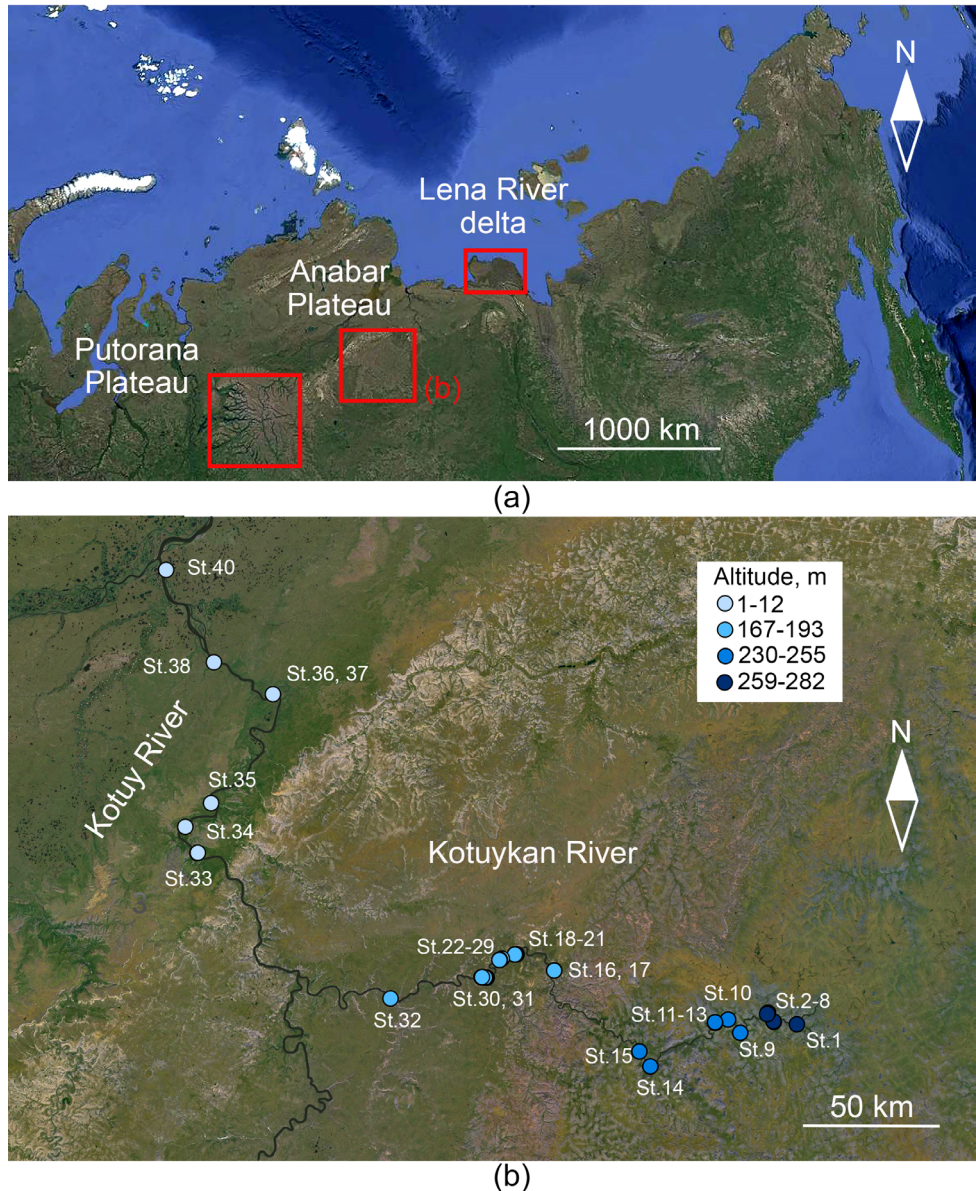 N
Lena River
delta
Anabar
Plateau
Putorana
Plateau
(b)
1000 km
(a)
St.40
Altitude, m
1-12
167-193
230-255
259-282
St.38
St.36, 37
Kotuy River
N
St.35
St.34
St.33
Kotuykan River
St.22-29
St.18-21
St.16, 17
St.30, 31
St.32
St.10
St.2-8
St.11-13
St.9
St.1
St.15
St.14
50 km
(b)